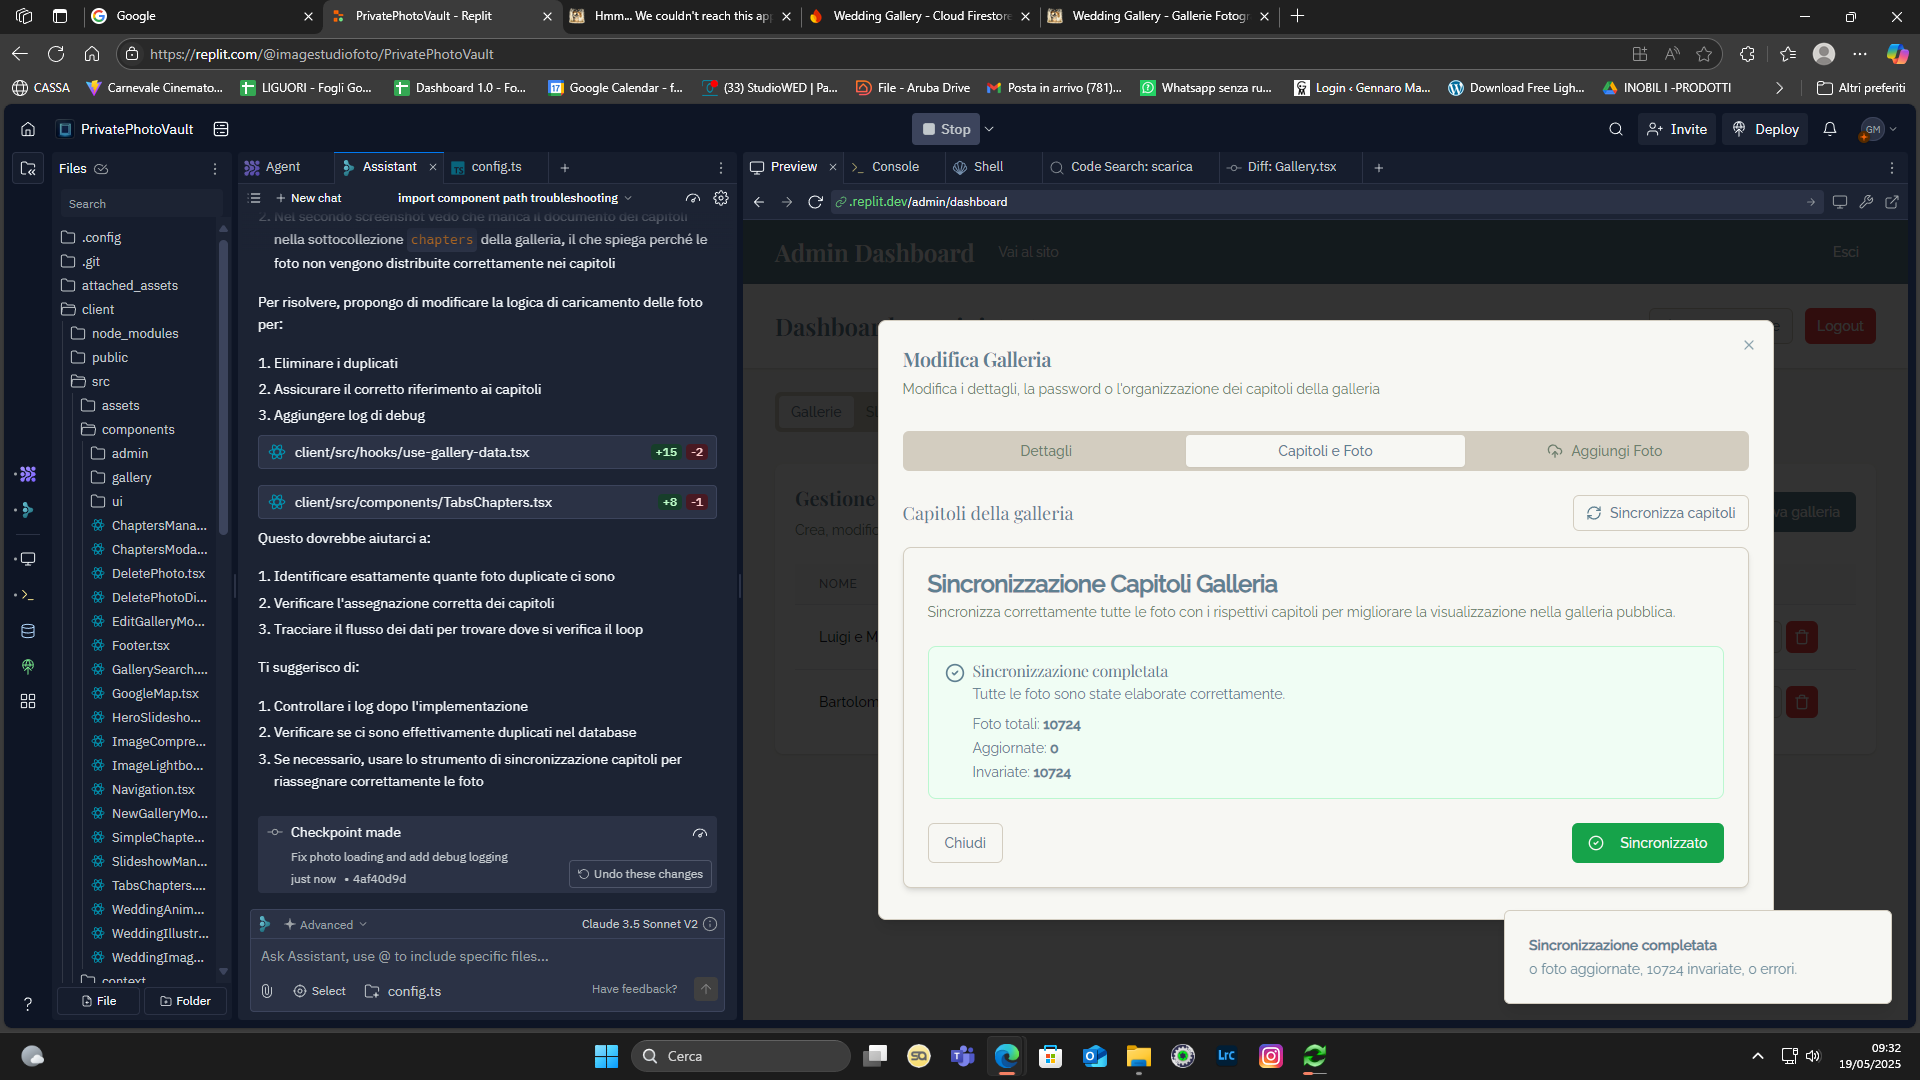 Google
PrivatePhotoVault - Replit
Hmm... We couldn't reach this app
Wedding Gallery - Cloud Firestore
Wedding Gallery - Gallerie Fotogr
https://replit.com/@imagestudiofoto/PrivatePhotoVault
CASSA
Carnevale Cinemato...
LIGUORI - Fogli Go...
Dashboard 1.0 - Fo...
Google Calendar - f...
(33) StudioWED | Pa...
File - Aruba Drive
Posta in arrivo (781)...
Whatsapp senza ru...
Login ‹ Gennaro Ma...
Download Free Ligh...
INOBIL I -PRODOTTI
Altri preferiti
PrivatePhotoVault
Stop
Invite
Deploy
GM
Files
Search
.config
.git
attached_assets
client
node_modules
public
src
assets
components
admin
gallery
ui
ChaptersMana...
ChaptersModa...
DeletePhoto.tsx
DeletePhotoDi...
EditGalleryMo...
Footer.tsx
GallerySearch....
GoogleMap.tsx
HeroSlidesho...
ImageCompre...
ImageLightbo...
Navigation.tsx
NewGalleryMo...
SimpleChapte...
SlideshowMan...
TabsChapters....
WeddingAnim...
WeddingIllustr...
WeddingImag...
context
File
Folder
Agent
Assistant
config.ts
New chat
import component path troubleshooting
2. Nel secondo screenshot vedo che manca il documento dei capitoli
nella sottocollezione chapters della galleria, il che spiega perché le
foto non vengono distribuite correttamente nei capitoli
Per risolvere, propongo di modificare la logica di caricamento delle foto
per:
1. Eliminare i duplicati
2. Assicurare il corretto riferimento ai capitoli
3. Aggiungere log di debug
client/src/hooks/use-gallery-data.tsx +15 -2
client/src/components/TabsChapters.tsx +8 -1
Questo dovrebbe aiutarci a:
1. Identificare esattamente quante foto duplicate ci sono
2. Verificare l'assegnazione corretta dei capitoli
3. Tracciare il flusso dei dati per trovare dove si verifica il loop
Ti suggerisco di:
1. Controllare i log dopo l'implementazione
2. Verificare se ci sono effettivamente duplicati nel database
3. Se necessario, usare lo strumento di sincronizzazione capitoli per
riassegnare correttamente le foto
Checkpoint made
Fix photo loading and add debug logging
just now • 4af40d9d
Undo these changes
Advanced
Claude 3.5 Sonnet V2
Ask Assistant, use @ to include specific files...
Select
config.ts
Have feedback?
Preview
Console
Shell
Code Search: scarica
Diff: Gallery.tsx
.replit.dev/admin/dashboard
Admin Dashboard
Vai al sito
Esci
Logout
Gallerie
Gestione
Crea, modific
NOME
Luigi e M
Bartolom
va galleria
Modifica Galleria
Modifica i dettagli, la password o l'organizzazione dei capitoli della galleria
Dettagli
Capitoli e Foto
Aggiungi Foto
Capitoli della galleria
Sincronizza capitoli
Sincronizzazione Capitoli Galleria
Sincronizza correttamente tutte le foto con i rispettivi capitoli per migliorare la visualizzazione nella galleria pubblica.
Sincronizzazione completata
Tutte le foto sono state elaborate correttamente.
Foto totali: 10724
Aggiornate: 0
Invariate: 10724
Chiudi
Sincronizzato
Sincronizzazione completata
0 foto aggiornate, 10724 invariate, 0 errori.
Cerca
Lrc
09:32
19/05/2025